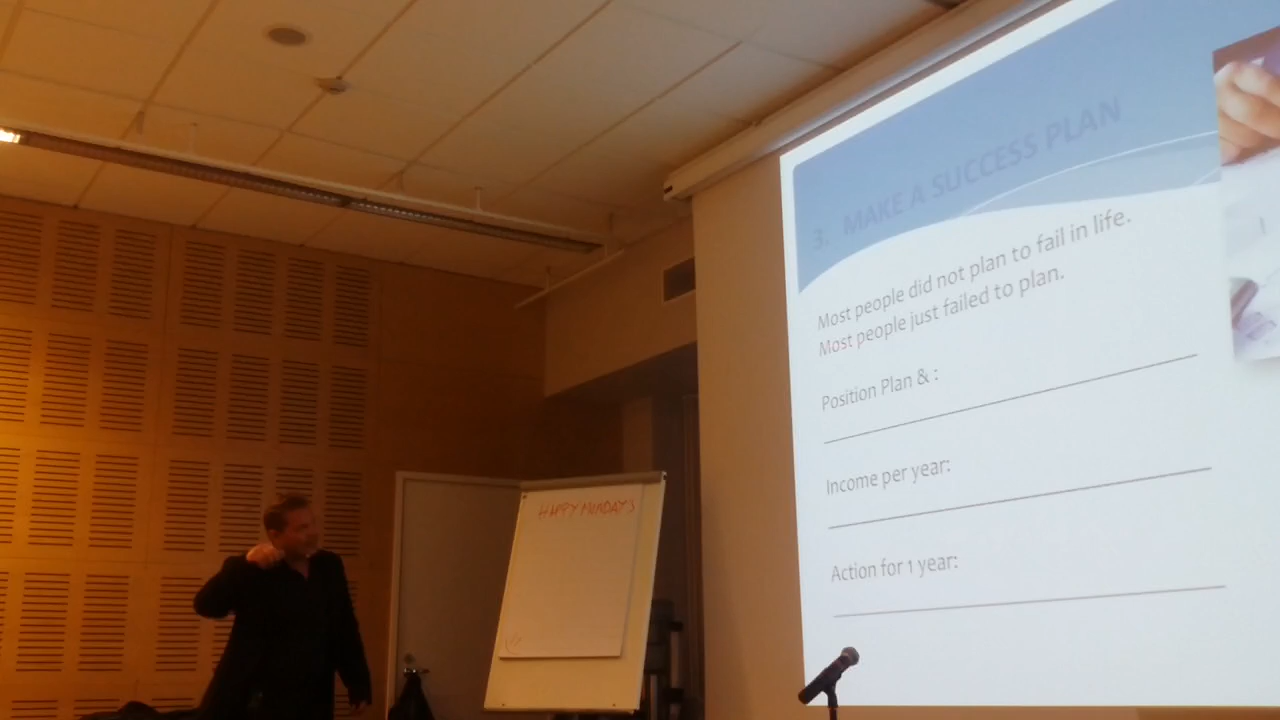 HAPPY MINDAYS
3. MAKE A SUCCESS PLAN
Most people did not plan to fail in life.
Most people just failed to plan.
Position Plan & :
Income per year:
Action for 1 year: